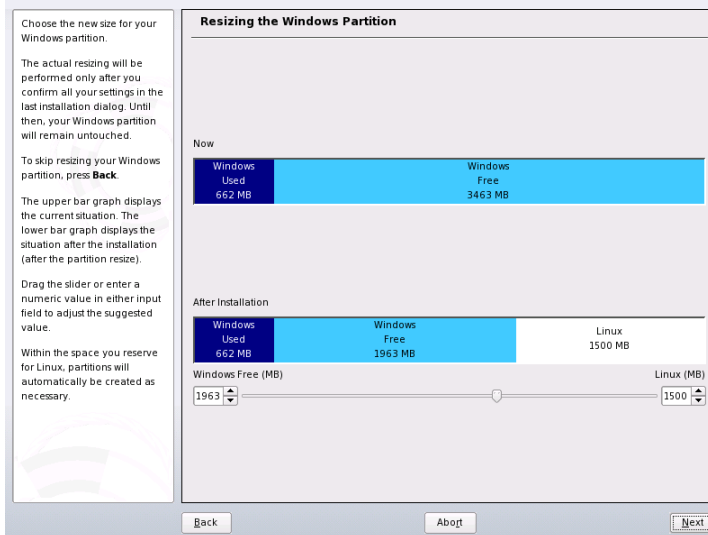 Choose the new size for your
Windows partition.
The actual resizing will be
performed only after you
confirm all your settings in the
last installation dialog. Until
then, your Windows partition
will remain untouched.
To skip resizing your Windows
partition, press Back.
The upper bar graph displays
the current situation. The
lower bar graph displays the
situation after the installation
(after the partition resize).
Drag the slider or enter a
numeric value in either input
field to adjust the suggested
value.
Within the space you reserve
for Linux, partitions will
automatically be created as
necessary.
Resizing the Windows Partition
Now
Windows
Used
662 MB
Windows
Free
3463 MB
After Installation
Windows
Used
662 MB
Windows
Free
1963 MB
Linux
1500 MB
Windows Free (MB)
Linux (MB)
1963
1500
Back
Abort
Next